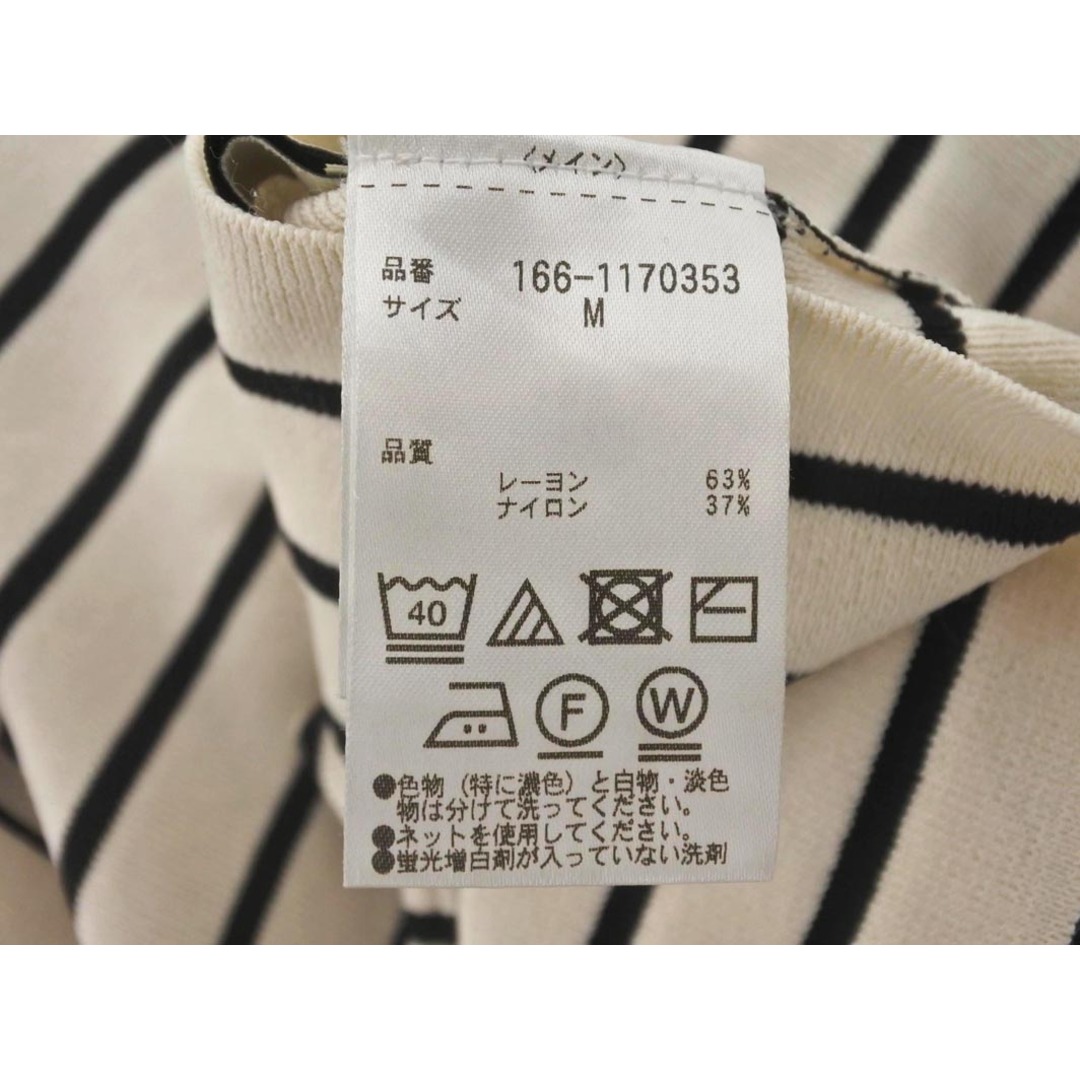 〈メイン〉
品番 166-1170353
サイズ M
品質
レーヨン 63%
ナイロン 37%
40
F W
●色物(特に濃色)と白物・淡色
物は分けて洗ってください。
●ネットを使用してください。
●蛍光増白剤が入っていない洗剤